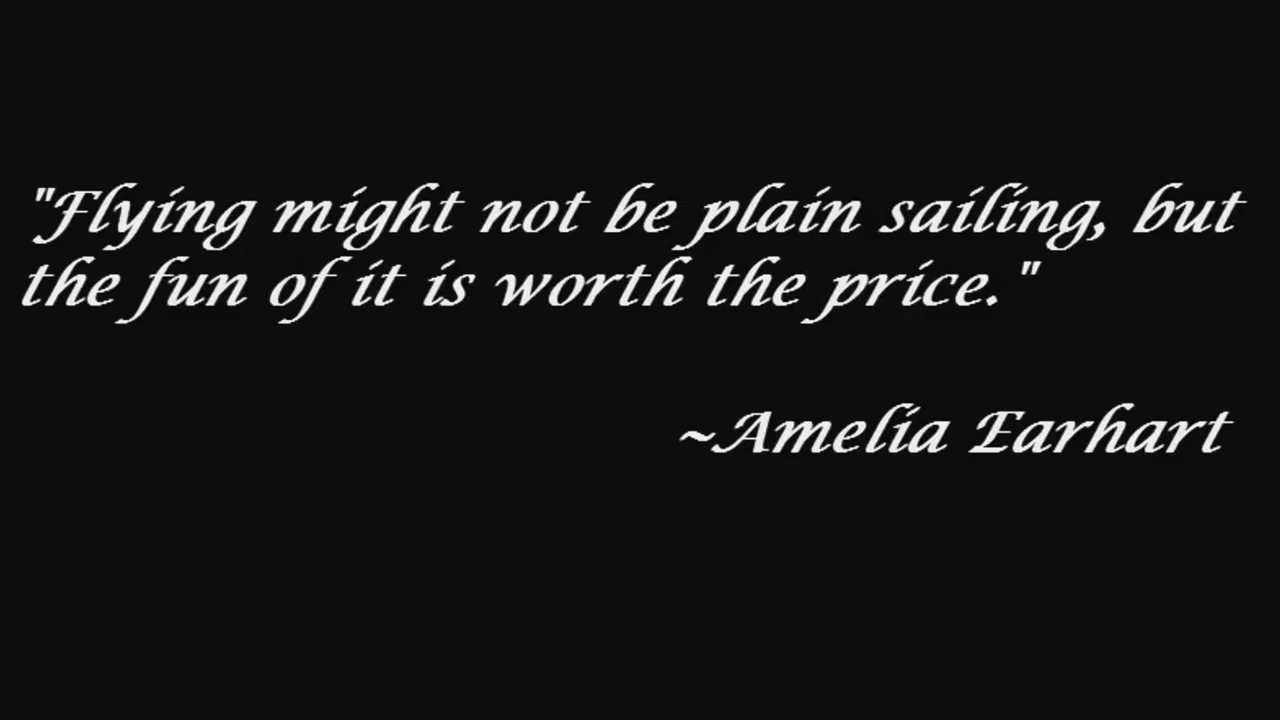 "Flying might not be plain sailing, but
the fun of it is worth the price."
~Amelia Earhart